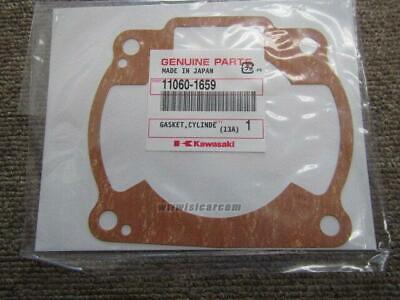 GENUINE PARTS
MADE IN JAPAN
11060-1659
GASKET,CYLINDE (13A) 1
Kawasaki